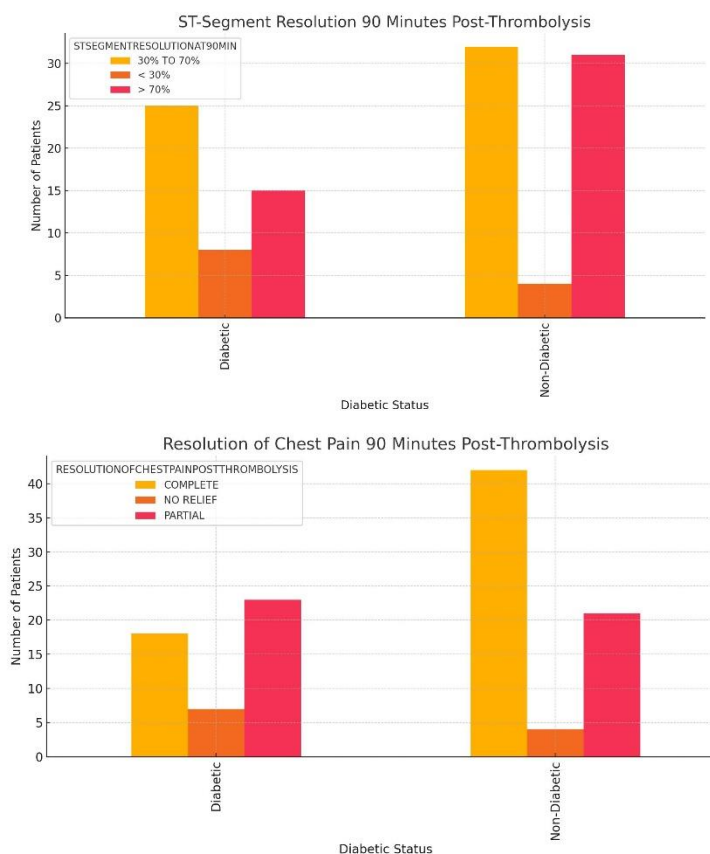 ST-Segment Resolution 90 Minutes Post-Thrombolysis
STSEGMENTRESOLUTIONAT90MIN
30% TO 70%
< 30%
> 70%
30
25
20
15
10
5
0
Number of Patients
Diabetic
Non-Diabetic
Diabetic Status
Resolution of Chest Pain 90 Minutes Post-Thrombolysis
RESOLUTIONOFCHESTPAINPOSTTHROMBOLYSIS
COMPLETE
NO RELIEF
PARTIAL
40
35
30
25
20
15
10
5
0
Number of Patients
Diabetic
Non-Diabetic
Diabetic Status